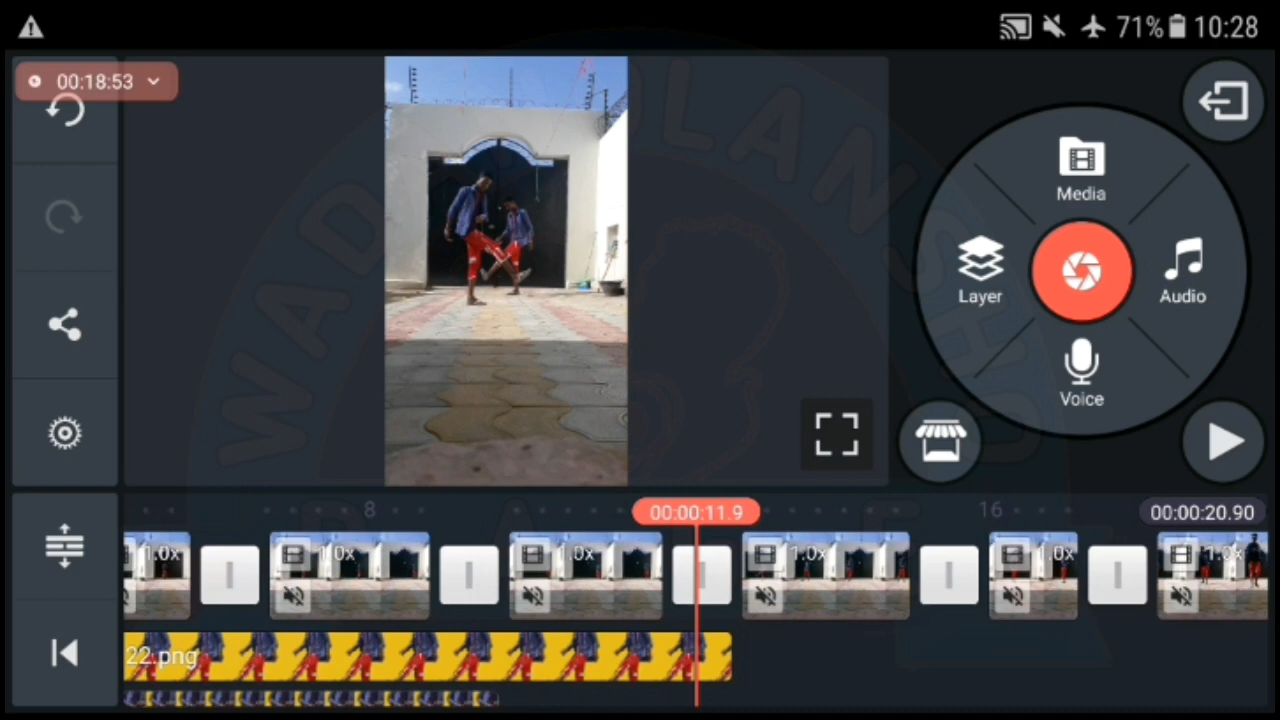 71% 10:28
00:18:53
Media
Layer
Audio
Voice
8
00:00:11.9
16
00:00:20.90
1.0x
1.0x
1.0x
1.0x
1.0x
1.0x
22.png